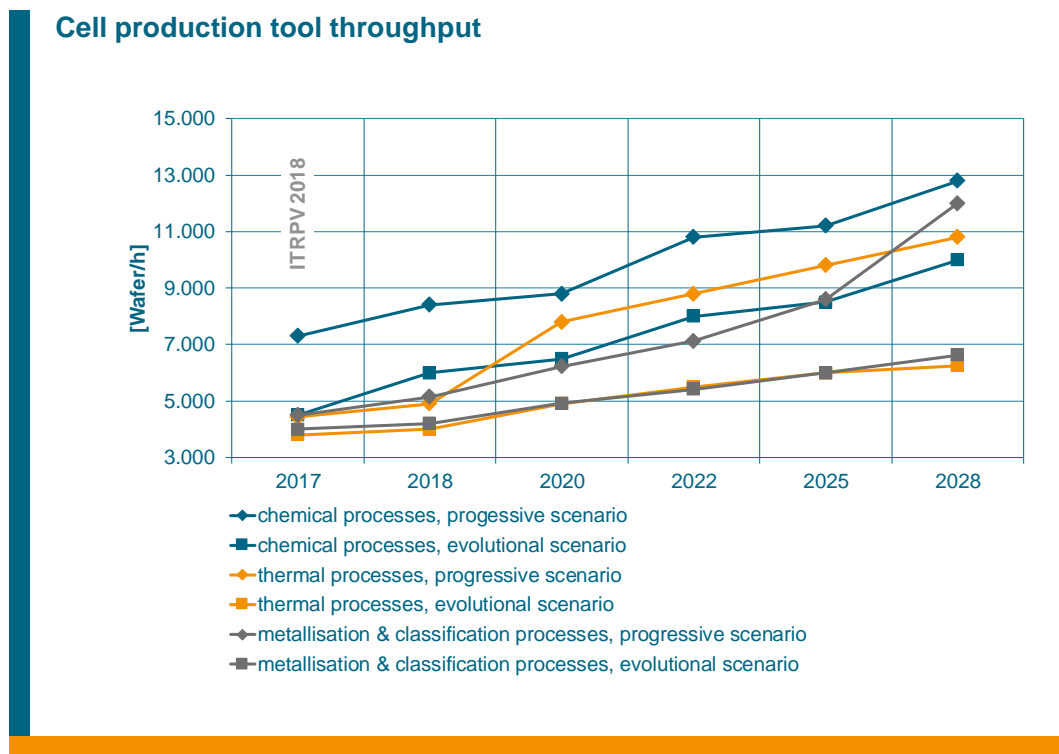 Cell production tool throughput
15.000
13.000
11.000
9.000
7.000
5.000
3.000
[Wafer/h]
ITRPV 2018
2017 2018 2020 2022 2025 2028
chemical processes, progessive scenario
chemical processes, evolutional scenario
thermal processes, progressive scenario
thermal processes, evolutional scenario
metallisation & classification processes, progressive scenario
metallisation & classification processes, evolutional scenario